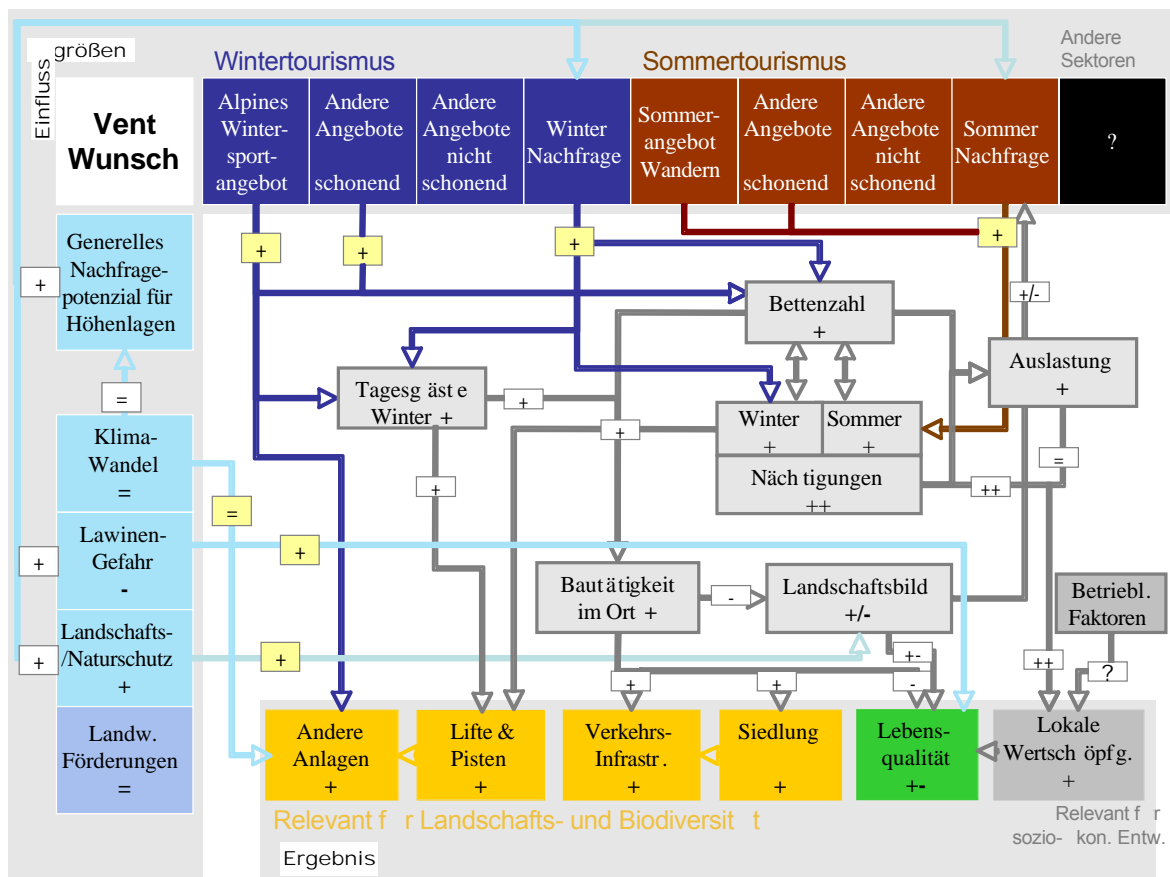 größen
Einfluss
Wintertourismus
Sommertourismus
Andere
Sektoren
Vent
Wunsch
Alpines
Winter-
sport-
angebot
Andere
Angebote
schonend
Andere
Angebote
nicht
schonend
Winter
Nachfrage
Sommer-
angebot
Wandern
Andere
Angebote
schonend
Andere
Angebote
nicht
schonend
Sommer
Nachfrage
?
Generelles
Nachfrage-
potenzial für
Höhenlagen
+
+
+
+
+
+/-
=
Bettenzahl
+
Auslastung
+
Tagesg äst e
Winter +
+
+
+
Winter
+
Sommer
+
Näch tigungen
++
++
=
Klima-
Wandel
=
=
Lawinen-
Gefahr
-
+
+
Bautätigkeit
im Ort +
-
Landschaftsbild
+/-
Betriebl.
Faktoren
Landschafts-
/Naturschutz
+
+
+
+-
++
?
+
+
-
Landw.
Förderungen
=
Andere
Anlagen
+
Lifte &
Pisten
+
Verkehrs-
Infrastr .
+
Siedlung
+
Lebens-
qualität
+-
Lokale
Wertsch öpfg.
+
Relevant f r Landschafts- und Biodiversit t
Relevant f r
sozio- kon. Entw.
Ergebnis